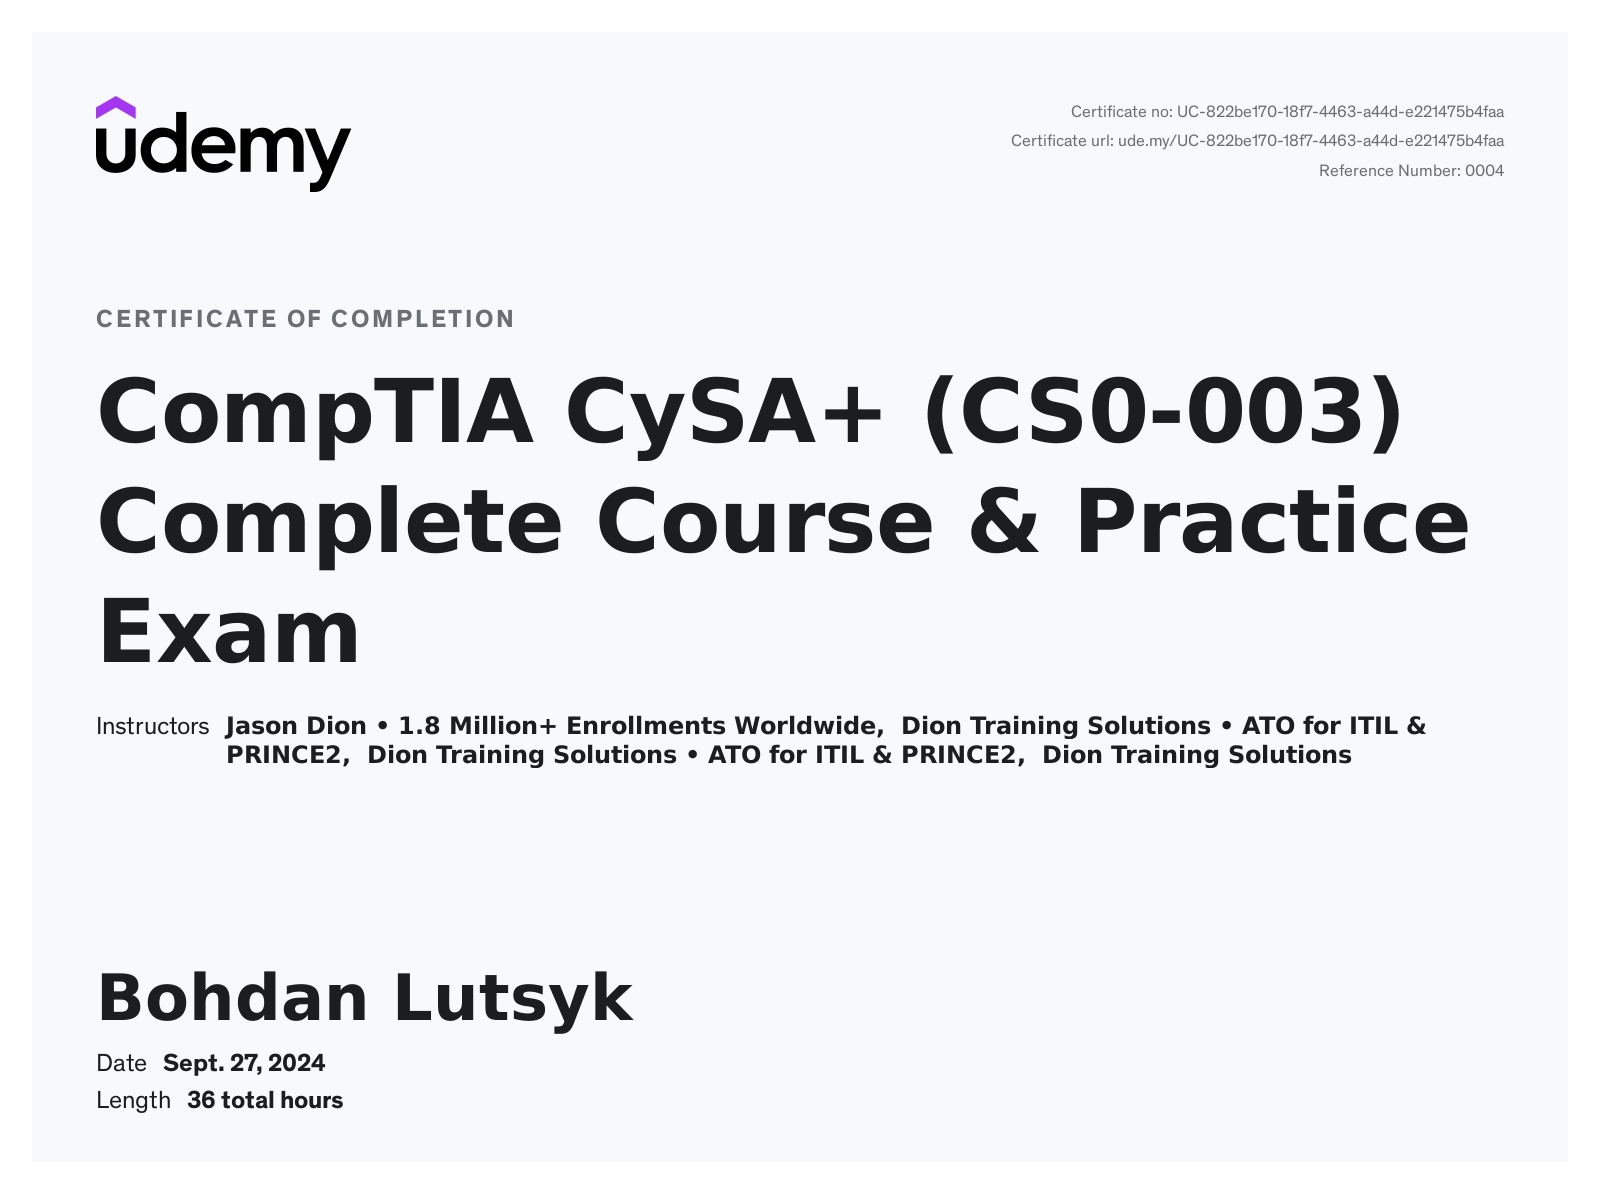 udemy
Certificate no: UC-822be170-18f7-4463-a44d-e221475b4faa
Certificate url: ude.my/UC-822be170-18f7-4463-a44d-e221475b4faa
Reference Number: 0004
CERTIFICATE OF COMPLETION
CompTIA CySA+ (CS0-003)
Complete Course & Practice
Exam
Instructors Jason Dion • 1.8 Million+ Enrollments Worldwide, Dion Training Solutions • ATO for ITIL &
PRINCE2, Dion Training Solutions • ATO for ITIL & PRINCE2, Dion Training Solutions
Bohdan Lutsyk
Date Sept. 27, 2024
Length 36 total hours